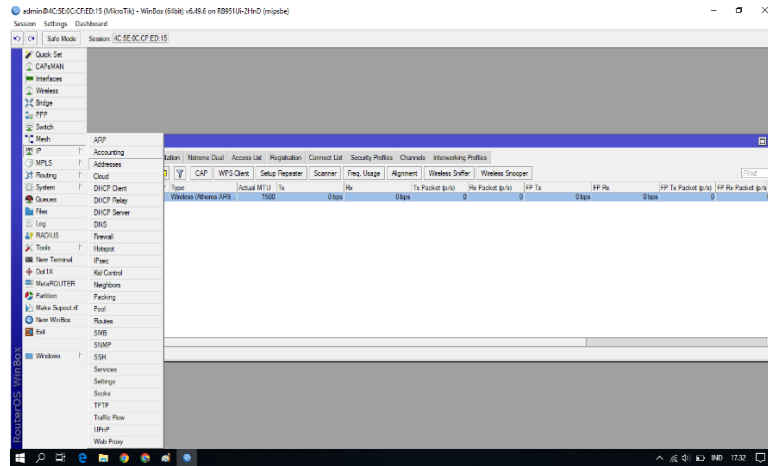 admin@4C:5E:0C:CF:ED:15 (MikroTik) - WinBox (64bit) v6.49.6 on RB951Ui-2HnD (mipsbe)
Session Settings Dashboard
Safe Mode Session: 4C:5E:0C:CF:ED:15
Quick Set
CAPsMAN
Interfaces
Wireless
Bridge
PPP
Switch
Mesh
IP
MPLS
Routing
System
Queues
Files
Log
RADIUS
Tools
New Terminal
Dot1X
MetaROUTER
Partition
Make Supout.rif
New WinBox
Exit
Windows
ARP
Accounting
Addresses
Cloud
DHCP Client
DHCP Relay
DHCP Server
DNS
Firewall
Hotspot
IPsec
Kid Control
Neighbors
Packing
Pool
Routes
SMB
SNMP
SSH
Services
Settings
Socks
TFTP
Traffic Flow
UPnP
Web Proxy
tation Nstreme Dual Access List Registration Connect List Security Profiles Channels Interworking Profiles
CAP WPS Client Setup Repeater Scanner Freq. Usage Alignment Wireless Sniffer Wireless Snooper Find
Type Actual MTU Tx Rx Tx Packet (p/s) Rx Packet (p/s) FP Tx FP Rx FP Tx Packet (p/s) FP Rx Packet (p/s
Wireless (Atheros AR9... 1500 0 bps 0 bps 0 0 0 bps 0 bps 0
RouterOS WinBox
IND 17.32